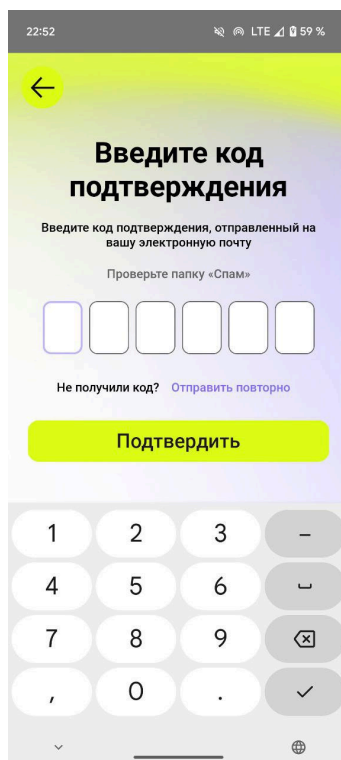 22:52 LTE 59 %
Введите код
подтверждения
Введите код подтверждения, отправленный на
вашу электронную почту
Проверьте папку «Спам»
Не получили код? Отправить повторно
Подтвердить
1 2 3 –
4 5 6
7 8 9
, 0 .